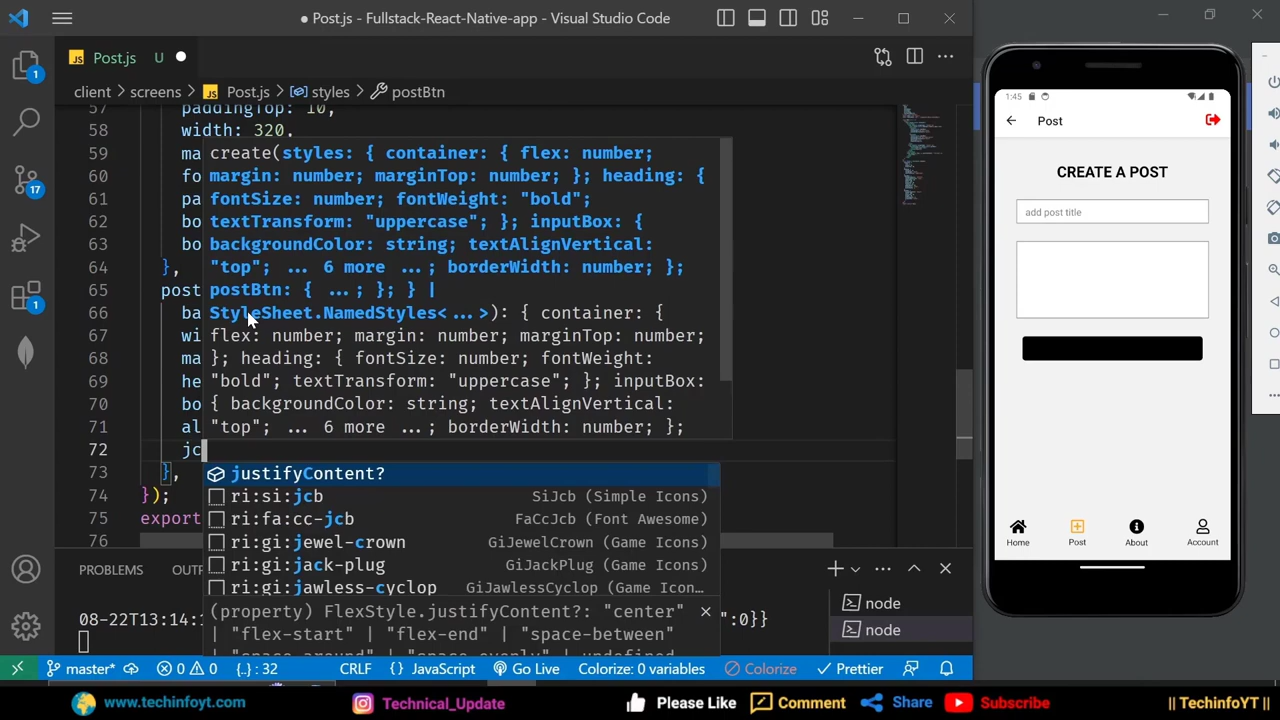 ● Post.js - Fullstack-React-Native-app - Visual Studio Code
JS Post.js U ●
client > screens > JS Post.js > styles > postBtn
57 paddingTop: 10,
58 width: 320,
59 ma
60 fo
61 pa
62 bo
63 bo
64 },
65 post
66 ba
67 wi
68 ma
69 he
70 bo
71 al
72 jc
73 },
74 });
75 export
76
create(styles: { container: { flex: number;
margin: number; marginTop: number; }; heading: {
fontSize: number; fontWeight: "bold";
textTransform: "uppercase"; }; inputBox: {
backgroundColor: string; textAlignVertical:
"top"; ... 6 more ...; borderWidth: number; };
postBtn: { ...; }; } |
StyleSheet.NamedStyles<...>): { container: {
flex: number; margin: number; marginTop: number;
}; heading: { fontSize: number; fontWeight:
"bold"; textTransform: "uppercase"; }; inputBox:
{ backgroundColor: string; textAlignVertical:
"top"; ... 6 more ...; borderWidth: number; };
justifyContent?
ri:si:jcb SiJcb (Simple Icons)
ri:fa:cc-jcb FaCcJcb (Font Awesome)
ri:gi:jewel-crown GiJewelCrown (Game Icons)
ri:gi:jack-plug GiJackPlug (Game Icons)
ri:gi:jawless-cyclop GiJawlessCyclop (Game Icon...
(property) FlexStyle.justifyContent?: "center"
| "flex-start" | "flex-end" | "space-between"
| "space-around" | "space-evenly" | undefined
1
17
1
PROBLEMS OUT
08-22T13:14:1 :0}}
node
node
master* 0 0 {..} : 32 CRLF {} JavaScript Go Live Colorize: 0 variables Colorize Prettier
1:45
Post
CREATE A POST
add post title
Home Post About Account
www.techinfoyt.com Technical_Update Please Like Comment Share Subscribe || TechinfoYT ||